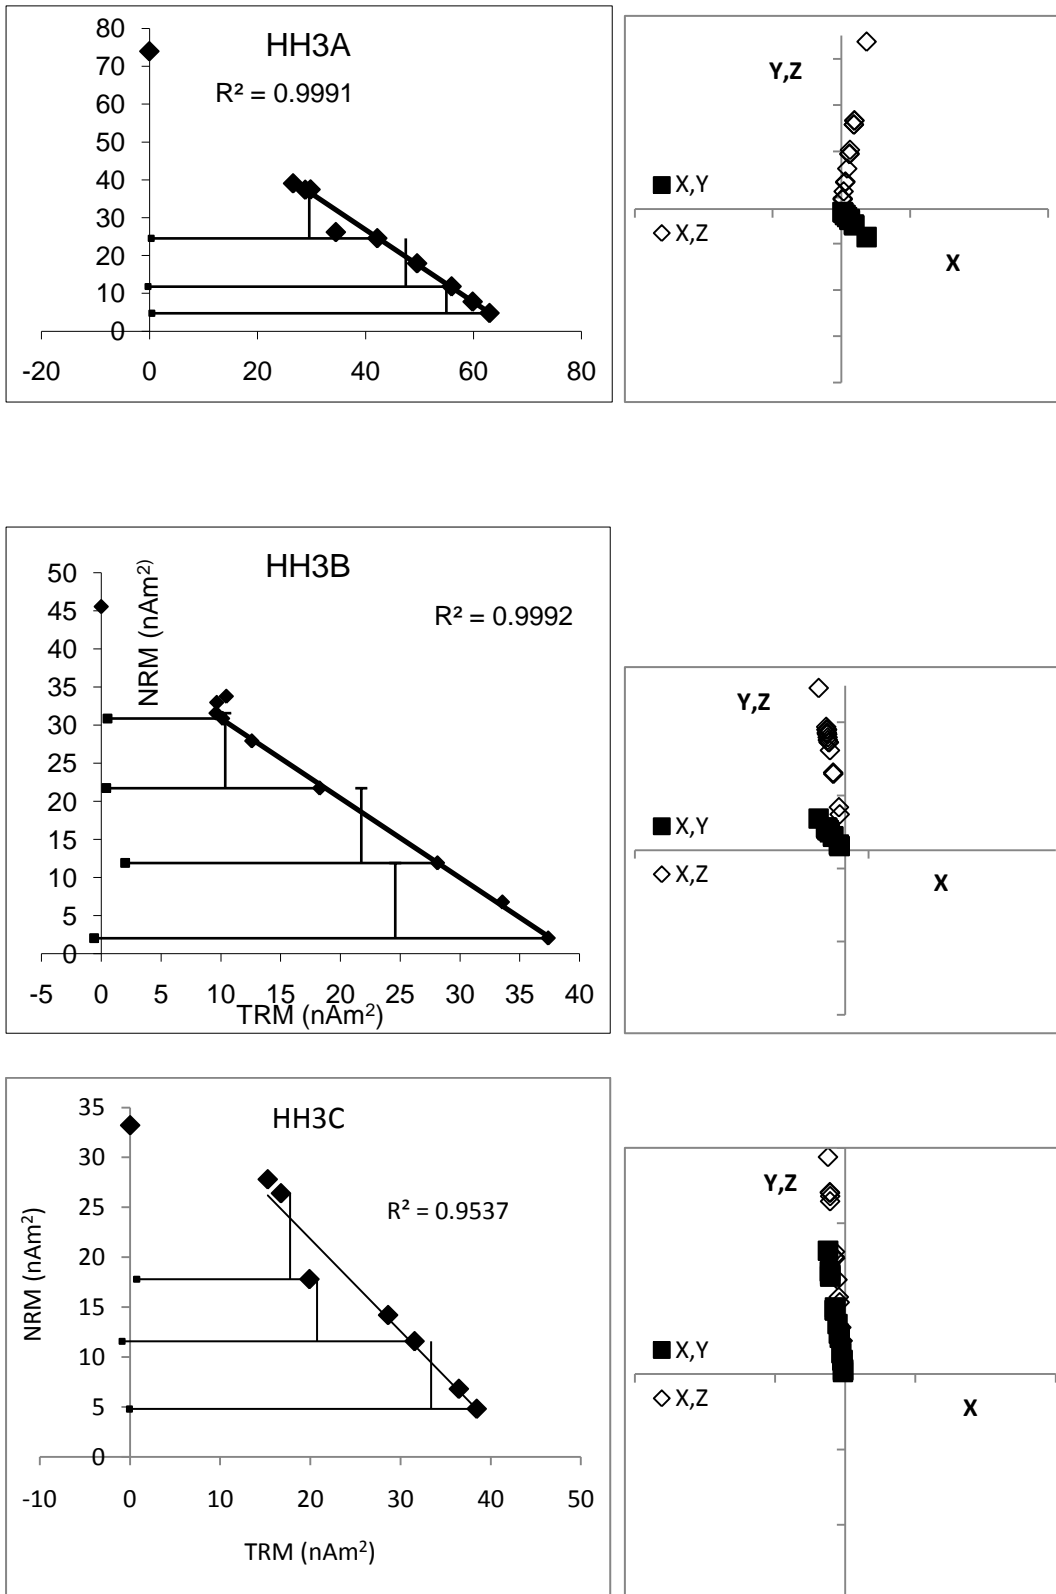 HH3A
R² = 0.9991
80
70
60
50
40
30
20
10
0
-20 0 20 40 60 80
Y,Z
X,Y
X,Z
X
HH3B
R² = 0.9992
NRM (nAm²)
50
45
40
35
30
25
20
15
10
5
0
-5 0 5 10 15 20 25 30 35 40
TRM (nAm²)
Y,Z
X,Y
X,Z
X
HH3C
R² = 0.9537
NRM (nAm²)
35
30
25
20
15
10
5
0
-10 0 10 20 30 40 50
TRM (nAm²)
Y,Z
X,Y
X,Z
X